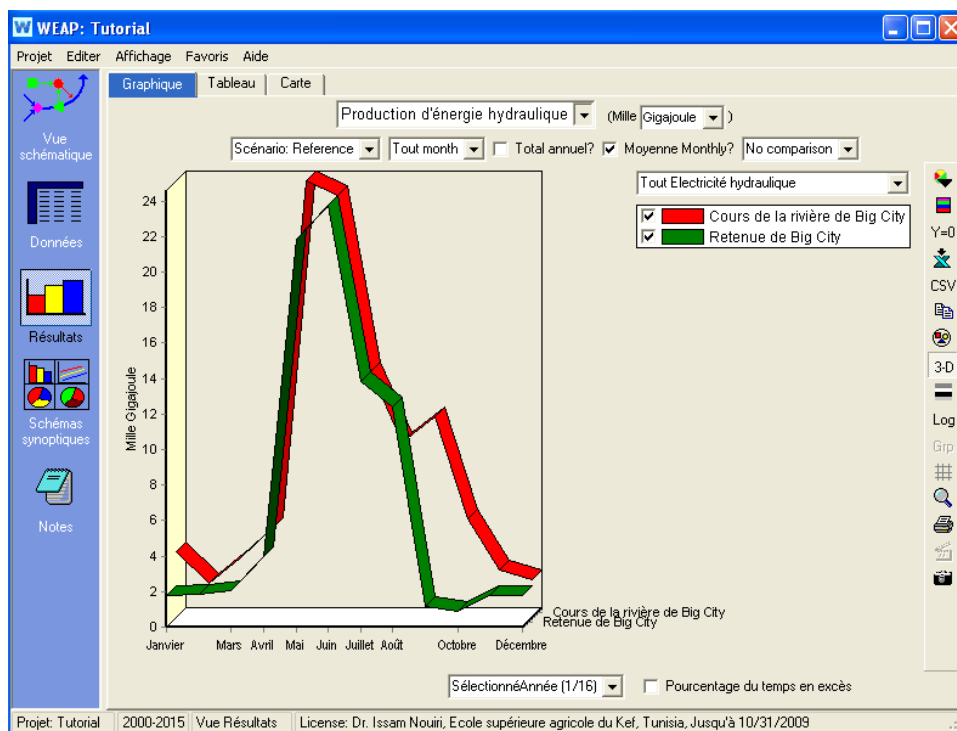 WEAP: Tutorial
Projet Editer Affichage Favoris Aide
Graphique Tableau Carte
Production d'énergie hydraulique (Mille Gigajoule )
Scénario: Reference Tout month Total annuel? Moyenne Monthly? No comparison
Tout Electricité hydraulique
Cours de la rivière de Big City
Retenue de Big City
Vue
schématique
Données
Résultats
Schémas
synoptiques
Notes
Mille Gigajoule
24
22
20
18
16
14
12
10
8
6
4
2
0
Janvier Mars Avril Mai Juin Juillet Août Octobre Décembre
Cours de la rivière de Big City
Retenue de Big City
Y=0
CSV
3-D
Log
Grp
SélectionnéAnnée (1/16) Pourcentage du temps en excès
Projet: Tutorial 2000-2015 Vue Résultats License: Dr. Issam Nouiri, Ecole supérieure agricole du Kef, Tunisia, Jusqu'à 10/31/2009